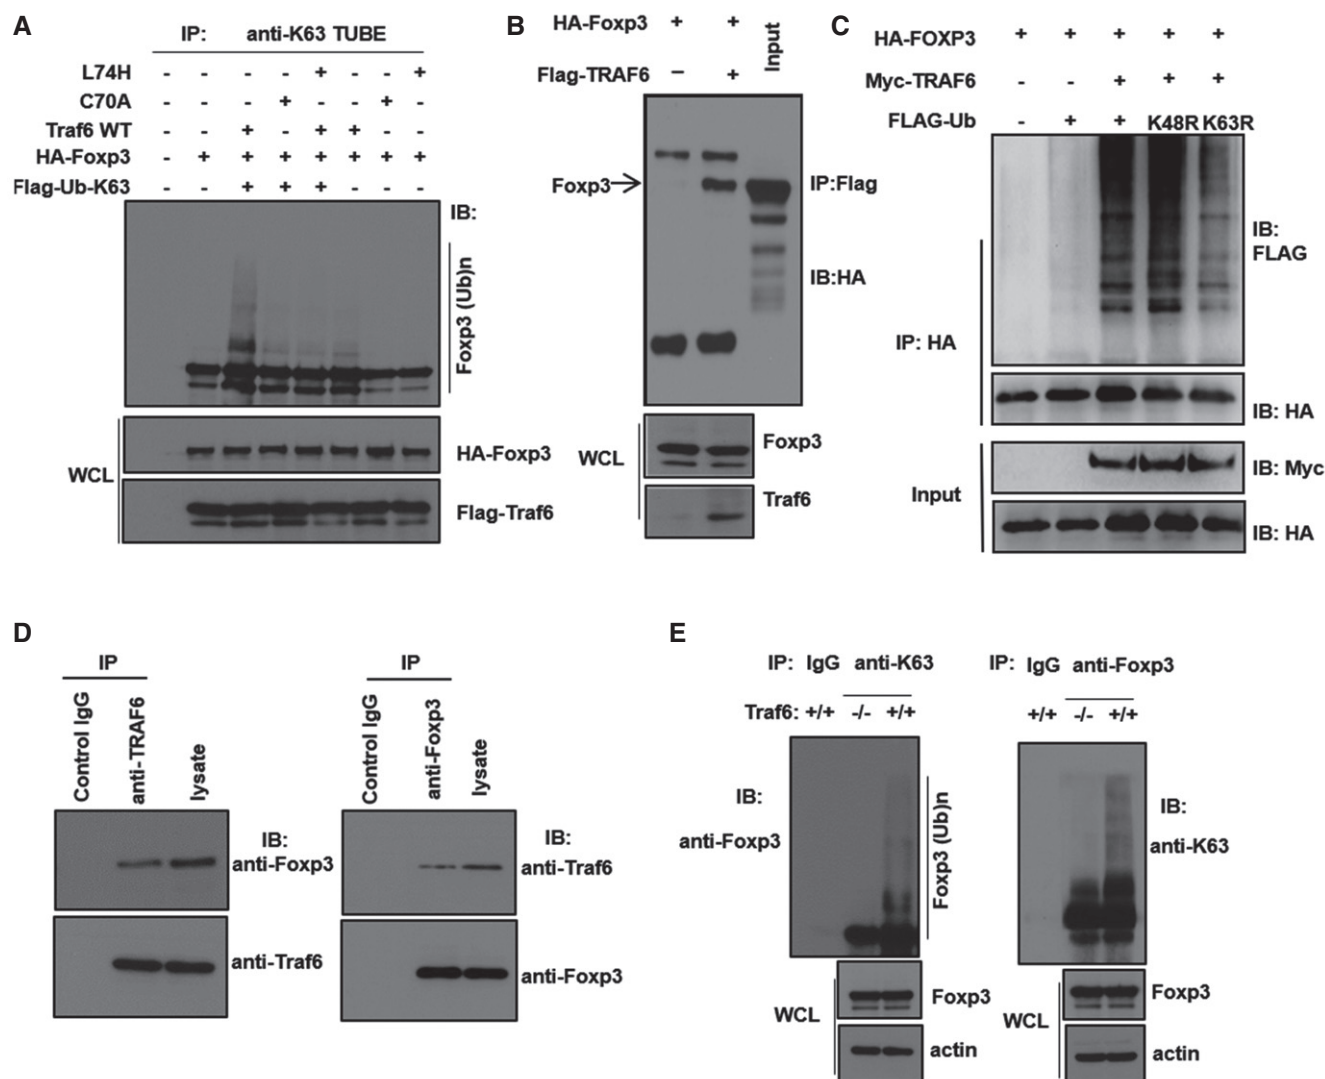 A
IP: anti-K63 TUBE
L74H - - - - + - - +
C70A - - - + - - + -
Traf6 WT - - + - + + - -
HA-Foxp3 - + + + + + + +
Flag-Ub-K63 - - + + + - - -
IB:
Foxp3 (Ub)n
WCL
HA-Foxp3
Flag-Traf6
B
HA-Foxp3 + +
Flag-TRAF6 − +
Input
Foxp3
IP:Flag
IB:HA
WCL
Foxp3
Traf6
C
HA-FOXP3 + + + + +
Myc-TRAF6 - - + + +
FLAG-Ub - + + K48R K63R
IB:
FLAG
IP: HA
IB: HA
Input
IB: Myc
IB: HA
D
IP
Control IgG
anti-TRAF6
lysate
IB:
anti-Foxp3
anti-Traf6
IP
Control IgG
anti-Foxp3
lysate
IB:
anti-Traf6
anti-Foxp3
E
IP: IgG anti-K63
Traf6: +/+ -/- +/+
IB:
anti-Foxp3
Foxp3 (Ub)n
WCL
Foxp3
actin
IP: IgG anti-Foxp3
+/+ -/- +/+
IB:
anti-K63
WCL
Foxp3
actin